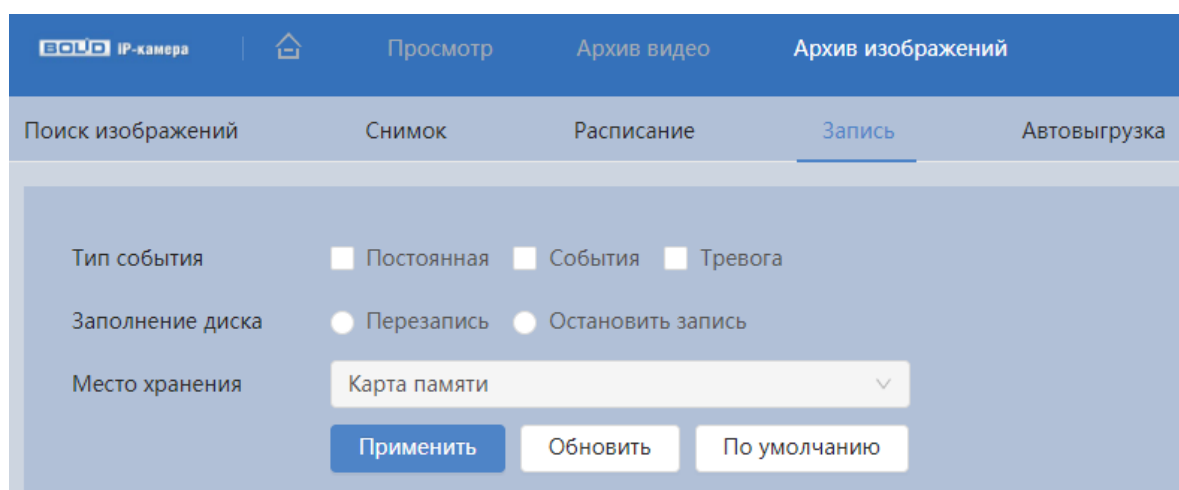 BOLID IP-камера Просмотр Архив видео Архив изображений
Поиск изображений Снимок Расписание Запись Автовыгрузка
Тип события Постоянная События Тревога
Заполнение диска Перезапись Остановить запись
Место хранения Карта памяти
Применить Обновить По умолчанию